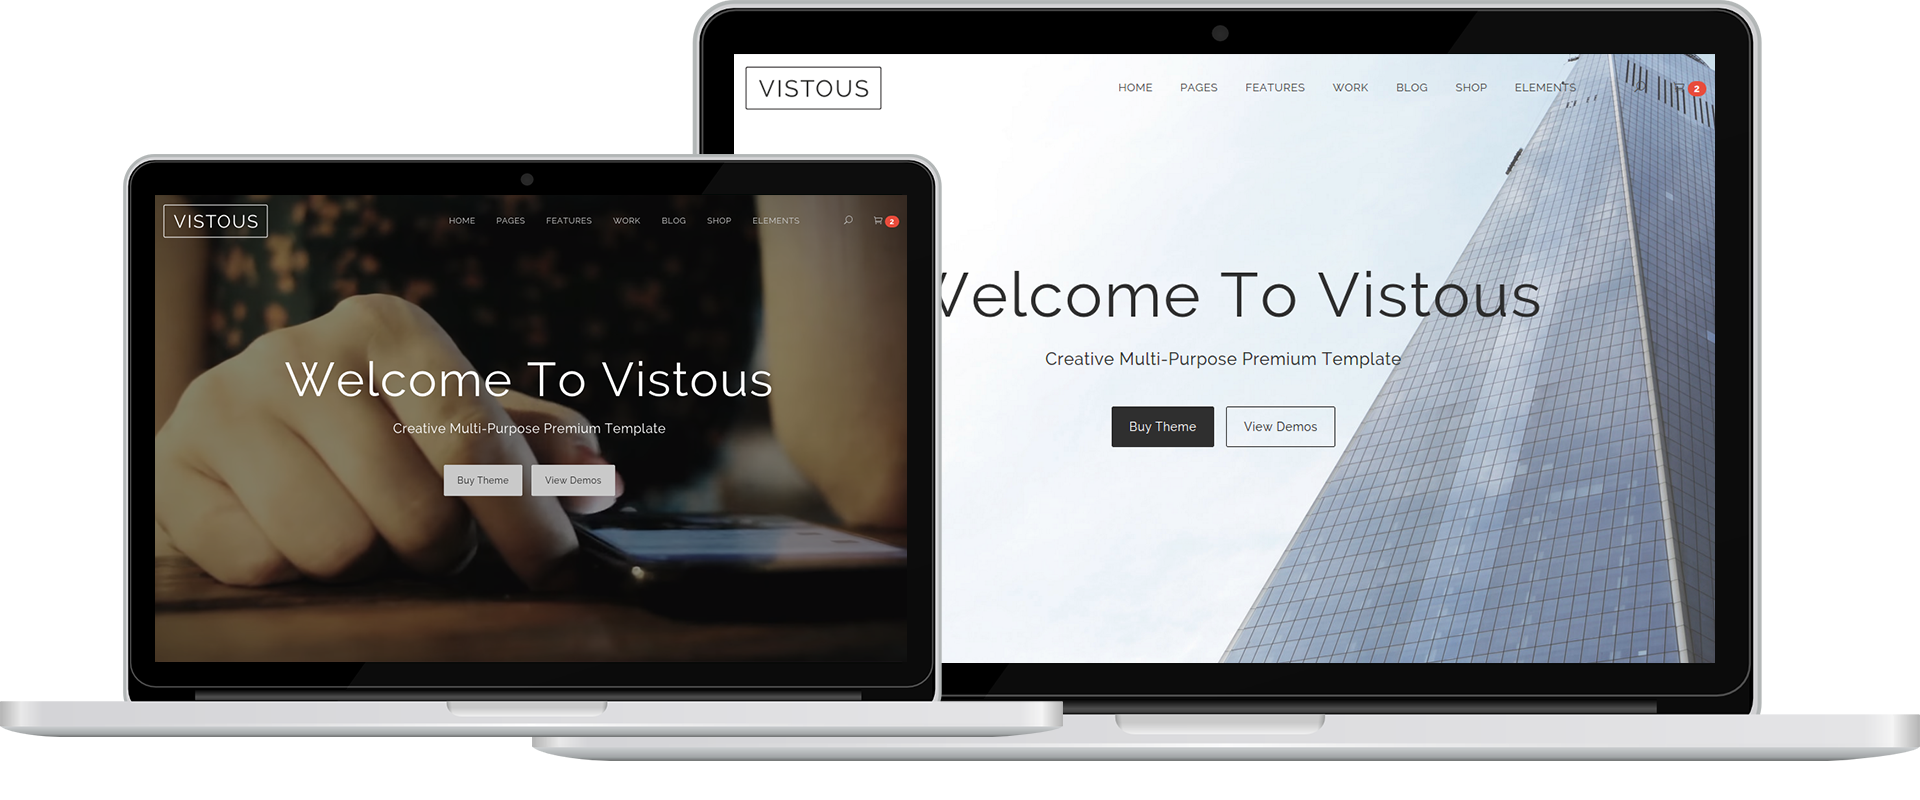 VISTOUS
HOME PAGES FEATURES WORK BLOG SHOP ELEMENTS 2
Welcome To Vistous
Creative Multi-Purpose Premium Template
Buy Theme View Demos
VISTOUS
HOME PAGES FEATURES WORK BLOG SHOP ELEMENTS 2
Welcome To Vistous
Creative Multi-Purpose Premium Template
Buy Theme View Demos